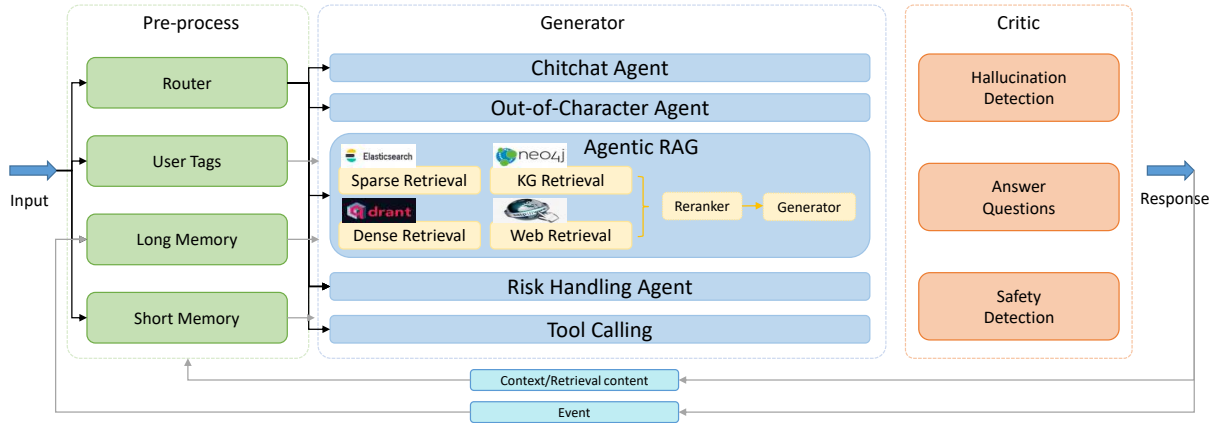 Pre-process
Generator
Critic
Input
Router
User Tags
Long Memory
Short Memory
Chitchat Agent
Out-of-Character Agent
Agentic RAG
Elasticsearch
Sparse Retrieval
neo4j
KG Retrieval
drant
Dense Retrieval
Web Retrieval
Reranker
Generator
Risk Handling Agent
Tool Calling
Hallucination
Detection
Answer
Questions
Safety
Detection
Response
Context/Retrieval content
Event